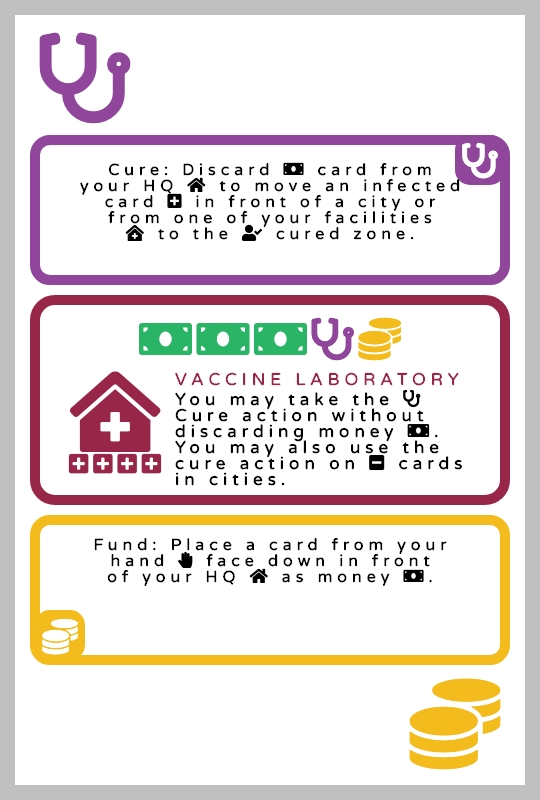 Cure: Discard card from
your HQ to move an infected
card in front of a city or
from one of your facilities
to the cured zone.
VACCINE LABORATORY
You may take the
Cure action without
discarding money .
You may also use the
cure action on cards
in cities.
Fund: Place a card from your
hand face down in front
of your HQ as money .